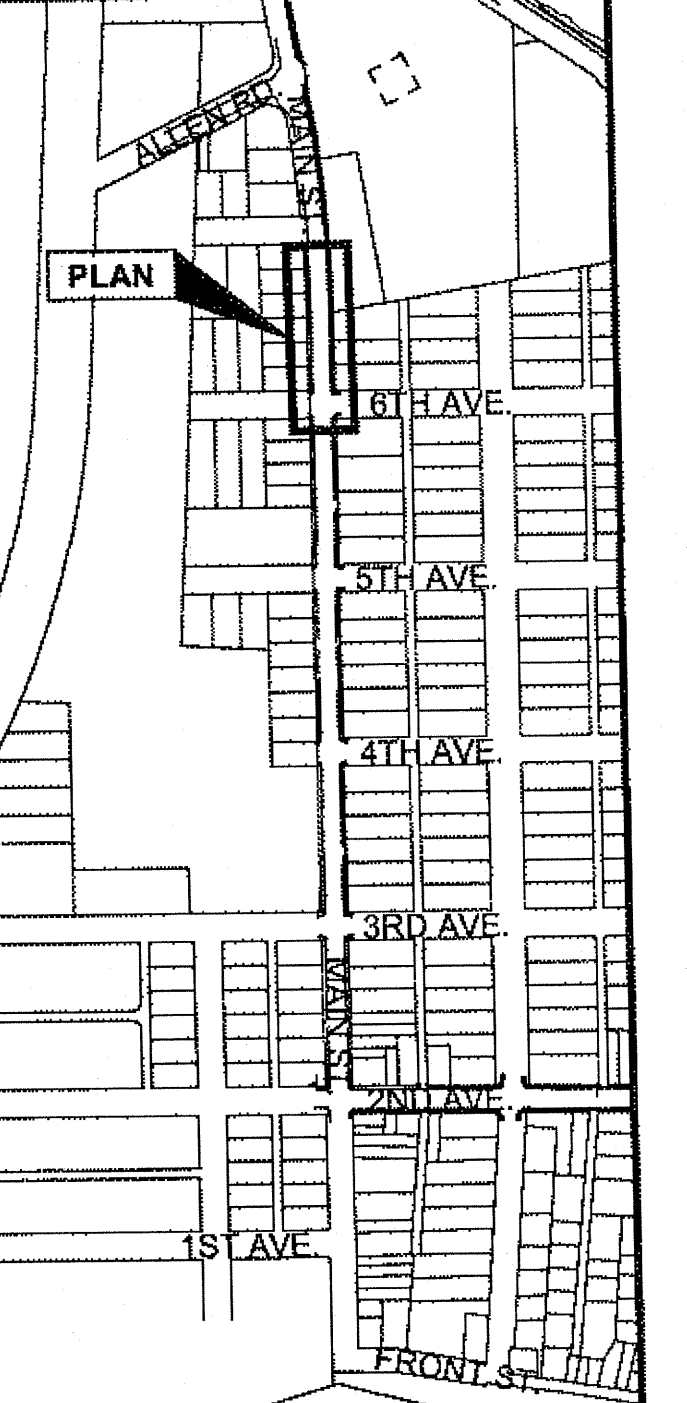 ALLEN RD.
MAIN ST.
PLAN
6TH AVE.
5TH AVE.
4TH AVE.
3RD AVE.
MAIN ST.
2ND AVE.
1ST AVE.
FRONT ST.